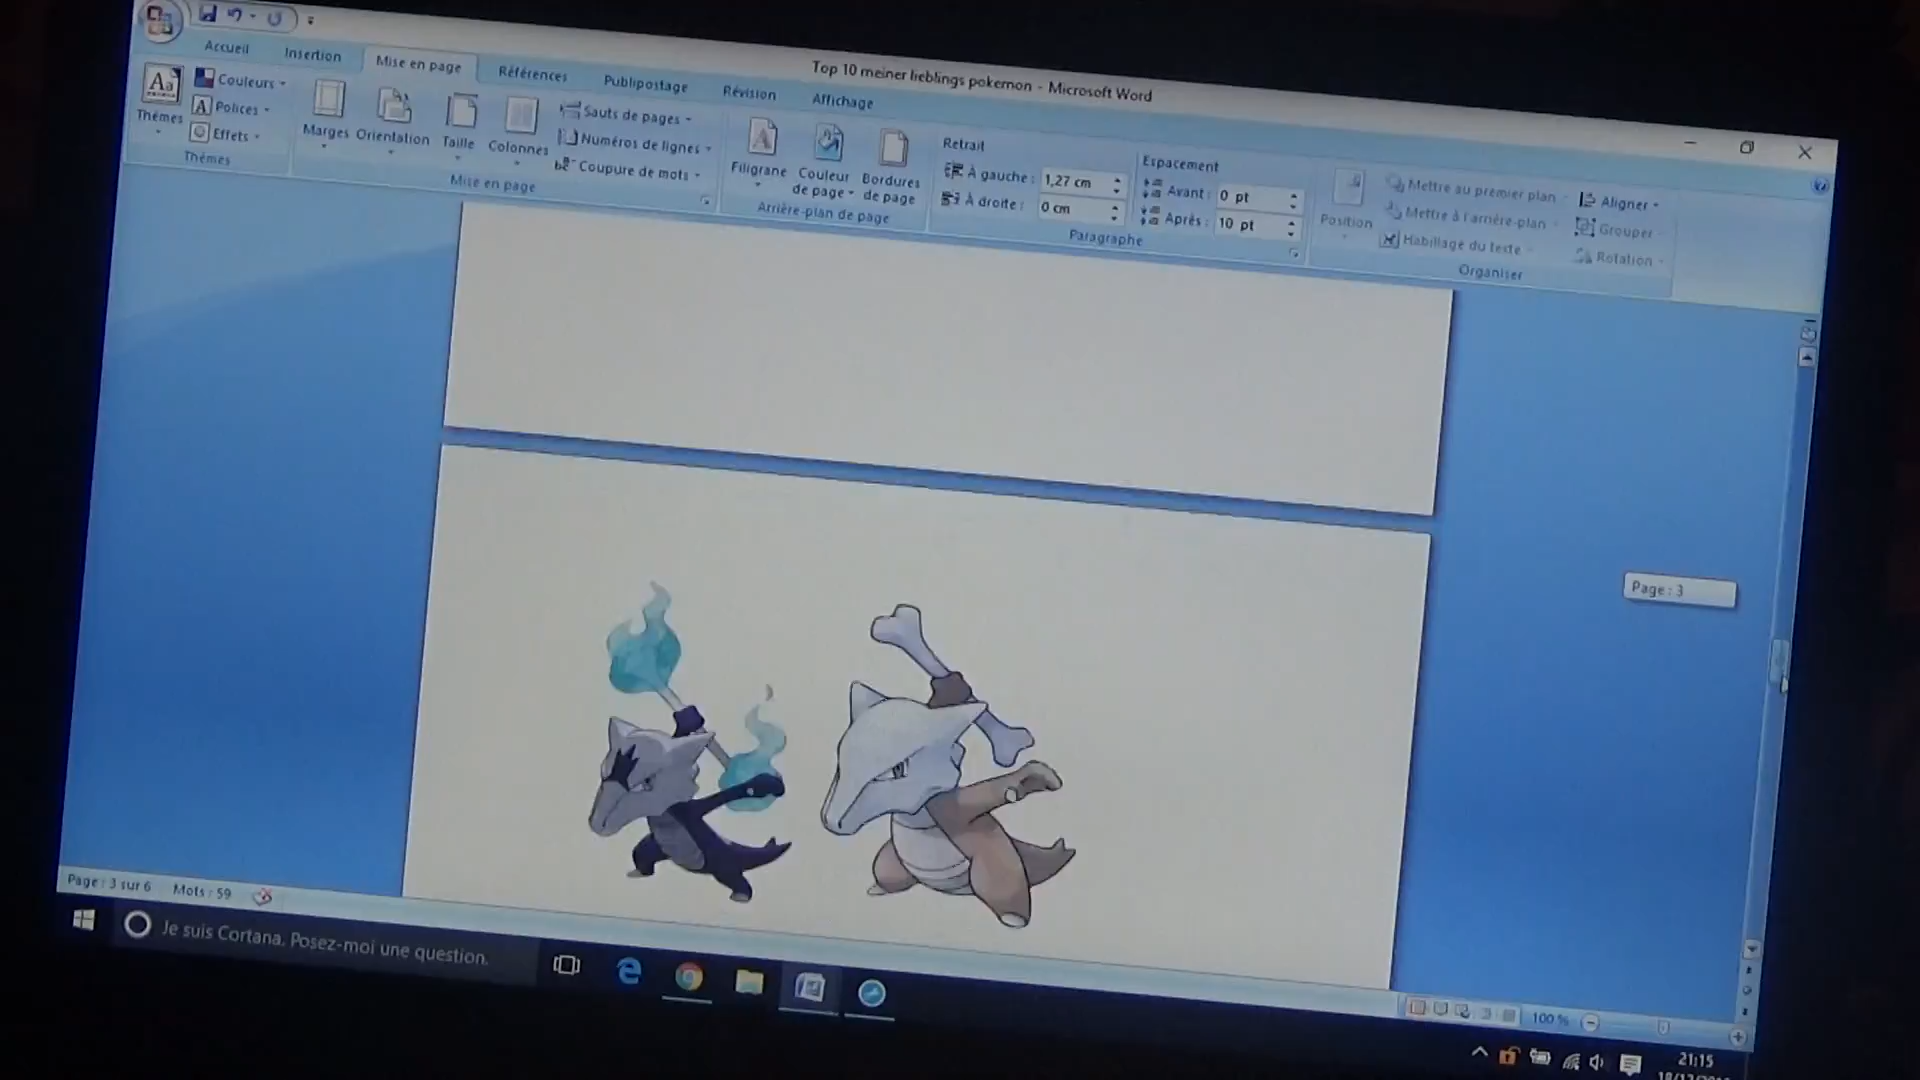 Top 10 meiner lieblings pokemon - Microsoft Word
Accueil
Insertion
Mise en page
Références
Publipostage
Révision
Affichage
Aa
Thèmes
Couleurs
A Polices
Effets
Thèmes
Marges
Orientation
Taille
Colonnes
Sauts de pages
Numéros de lignes
Coupure de mots
Mise en page
Filigrane
Couleur de page
Bordures de page
Arrière-plan de page
Retrait
À gauche : 1,27 cm
À droite : 0 cm
Espacement
Avant : 0 pt
Après : 10 pt
Paragraphe
Position
Mettre au premier plan
Mettre à l'arrière-plan
Habillage du texte
Aligner
Grouper
Rotation
Organiser
Page : 3
Page : 3 sur 6
Mots : 59
100 %
Je suis Cortana. Posez-moi une question.
21:15